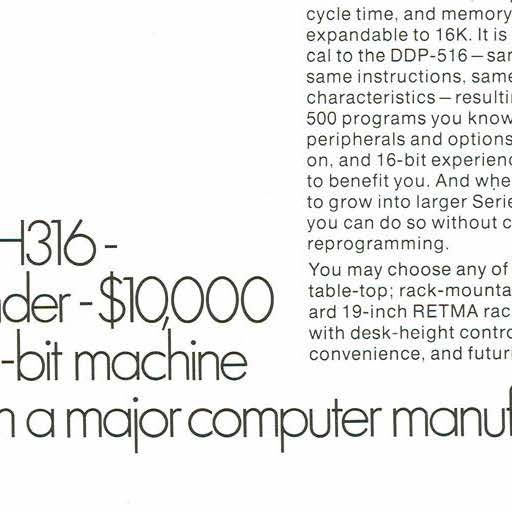 cycle time, and memory
expandable to 16K. It is
cal to the DDP-516—sam
same instructions, same
characteristics—resulti
500 programs you know
peripherals and options
on, and 16-bit experienc
to benefit you. And whe
to grow into larger Serie
you can do so without c
reprogramming.
You may choose any of
table-top; rack-mounta
ard 19-inch RETMA rac
with desk-height contro
convenience, and futur
H316-
nder-$10,000
-bit machine
m a major computer manuf